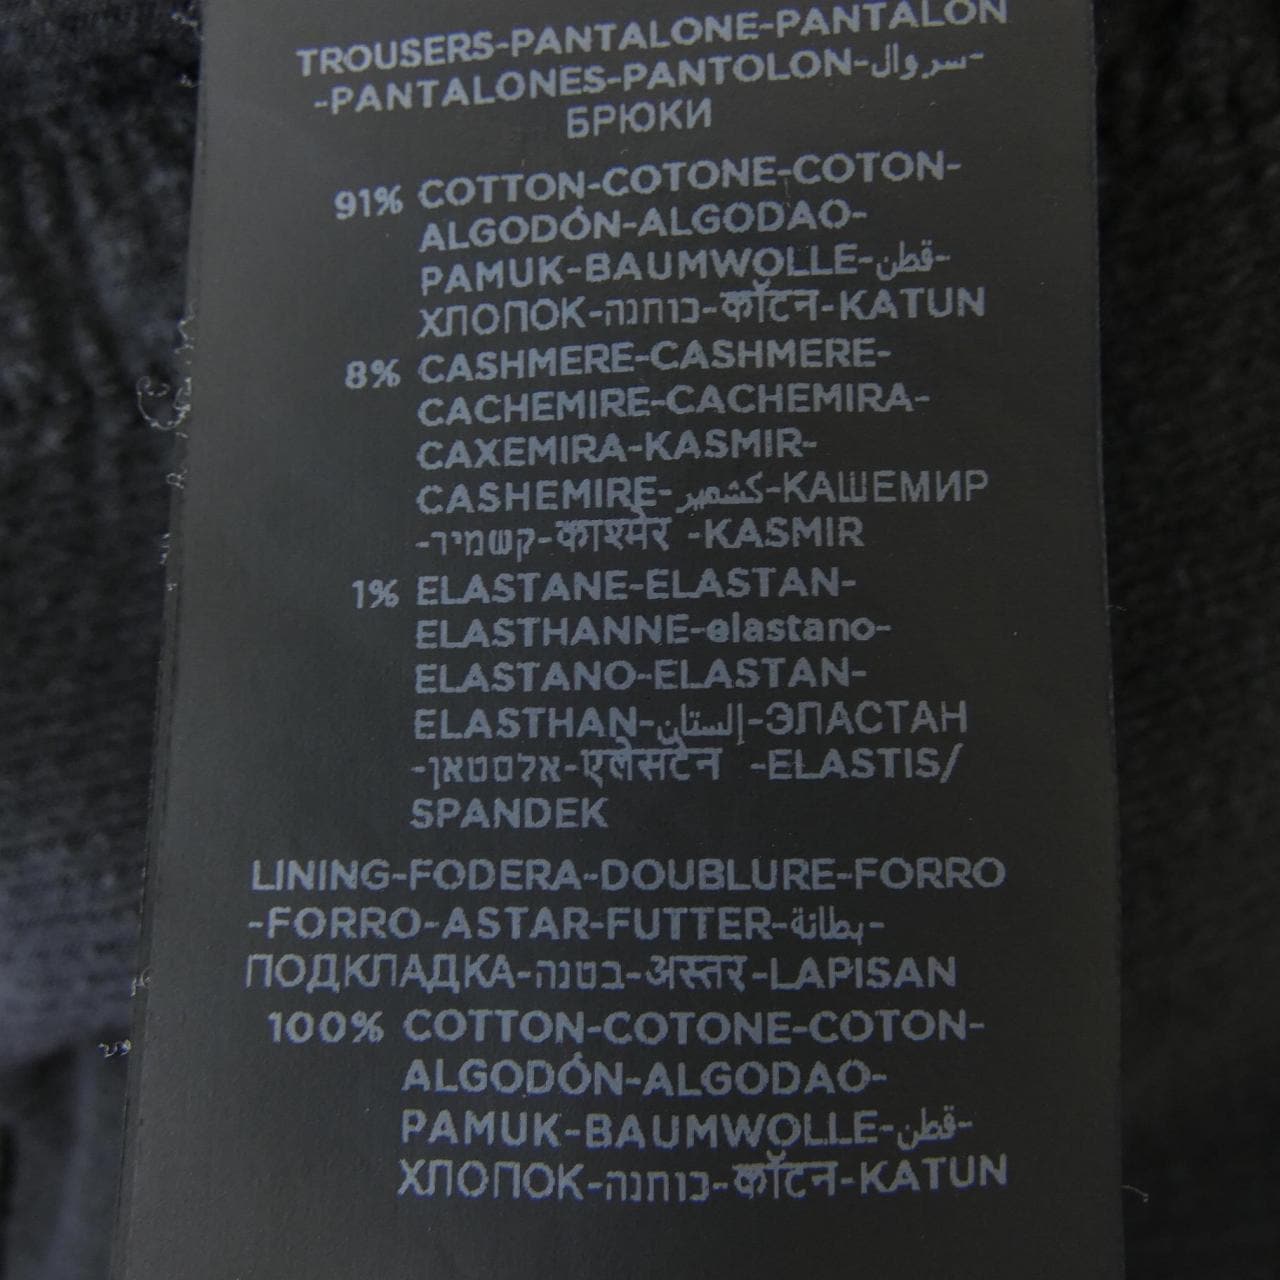 TROUSERS-PANTALONE-PANTALON
-PANTALONES-PANTOLON-سروال-
БРЮКИ
91% COTTON-COTONE-COTON-
ALGODÓN-ALGODAO-
PAMUK-BAUMWOLLE-قطن-
ХЛОПОК-כותנה-कॉटन-KATUN
8% CASHMERE-CASHMERE-
CACHEMIRE-CACHEMIRA-
CAXEMIRA-KASMIR-
CASHEMIRE-كشمير-КАШЕМИР
-קשמיר-काश्मेर -KASMIR
1% ELASTANE-ELASTAN-
ELASTHANNE-elastano-
ELASTANO-ELASTAN-
ELASTHAN-إلستان-ЭЛАСТАН
-אלסטאן-एलेसटेन -ELASTIS/
SPANDEK
LINING-FODERA-DOUBLURE-FORRO
-FORRO-ASTAR-FUTTER-بطانة-
ПОДКЛАДКА-בטנה-अस्तर-LAPISAN
100% COTTON-COTONE-COTON-
ALGODÓN-ALGODAO-
PAMUK-BAUMWOLLE-قطن-
ХЛОПОК-כותנה-कॉटन-KATUN